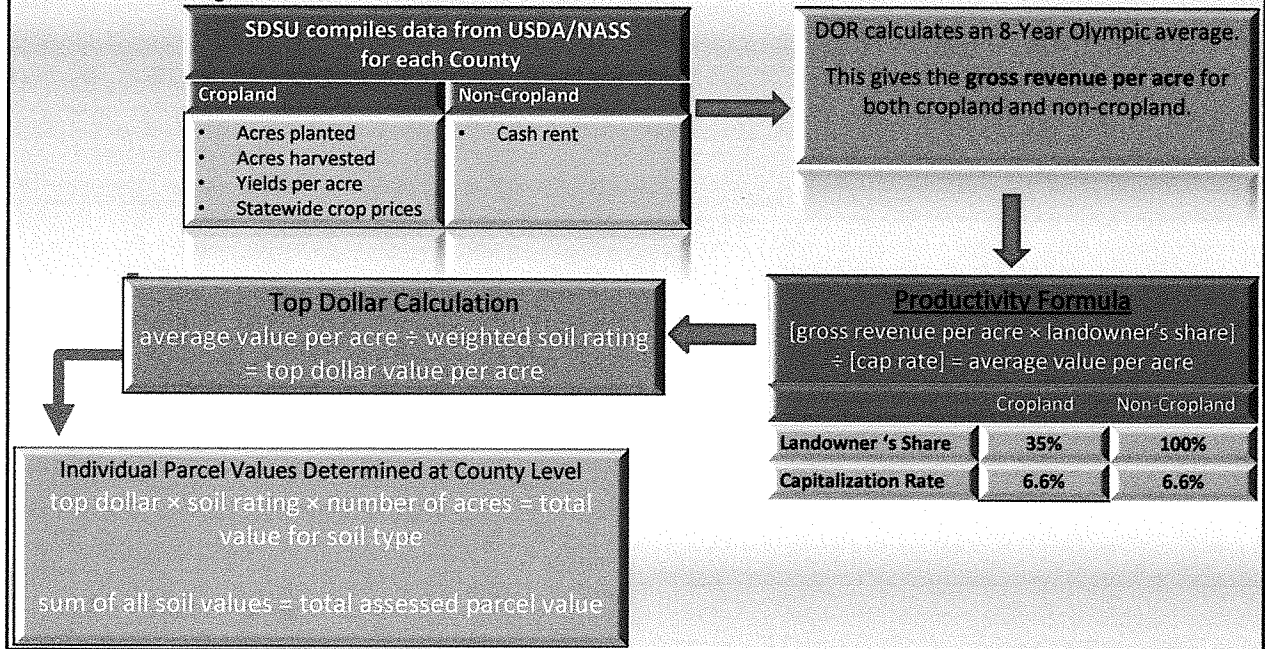 SDSU compiles data from USDA/NASS
for each County
Cropland Non-Cropland
• Acres planted
• Acres harvested
• Yields per acre
• Statewide crop prices
• Cash rent
DOR calculates an 8-Year Olympic average.
This gives the gross revenue per acre for
both cropland and non-cropland.
Productivity Formula
[gross revenue per acre × landowner's share]
÷ [cap rate] = average value per acre
Cropland Non-Cropland
Landowner 's Share 35% 100%
Capitalization Rate 6.6% 6.6%
Top Dollar Calculation
average value per acre ÷ weighted soil rating
= top dollar value per acre
Individual Parcel Values Determined at County Level
top dollar × soil rating × number of acres = total
value for soil type
sum of all soil values = total assessed parcel value